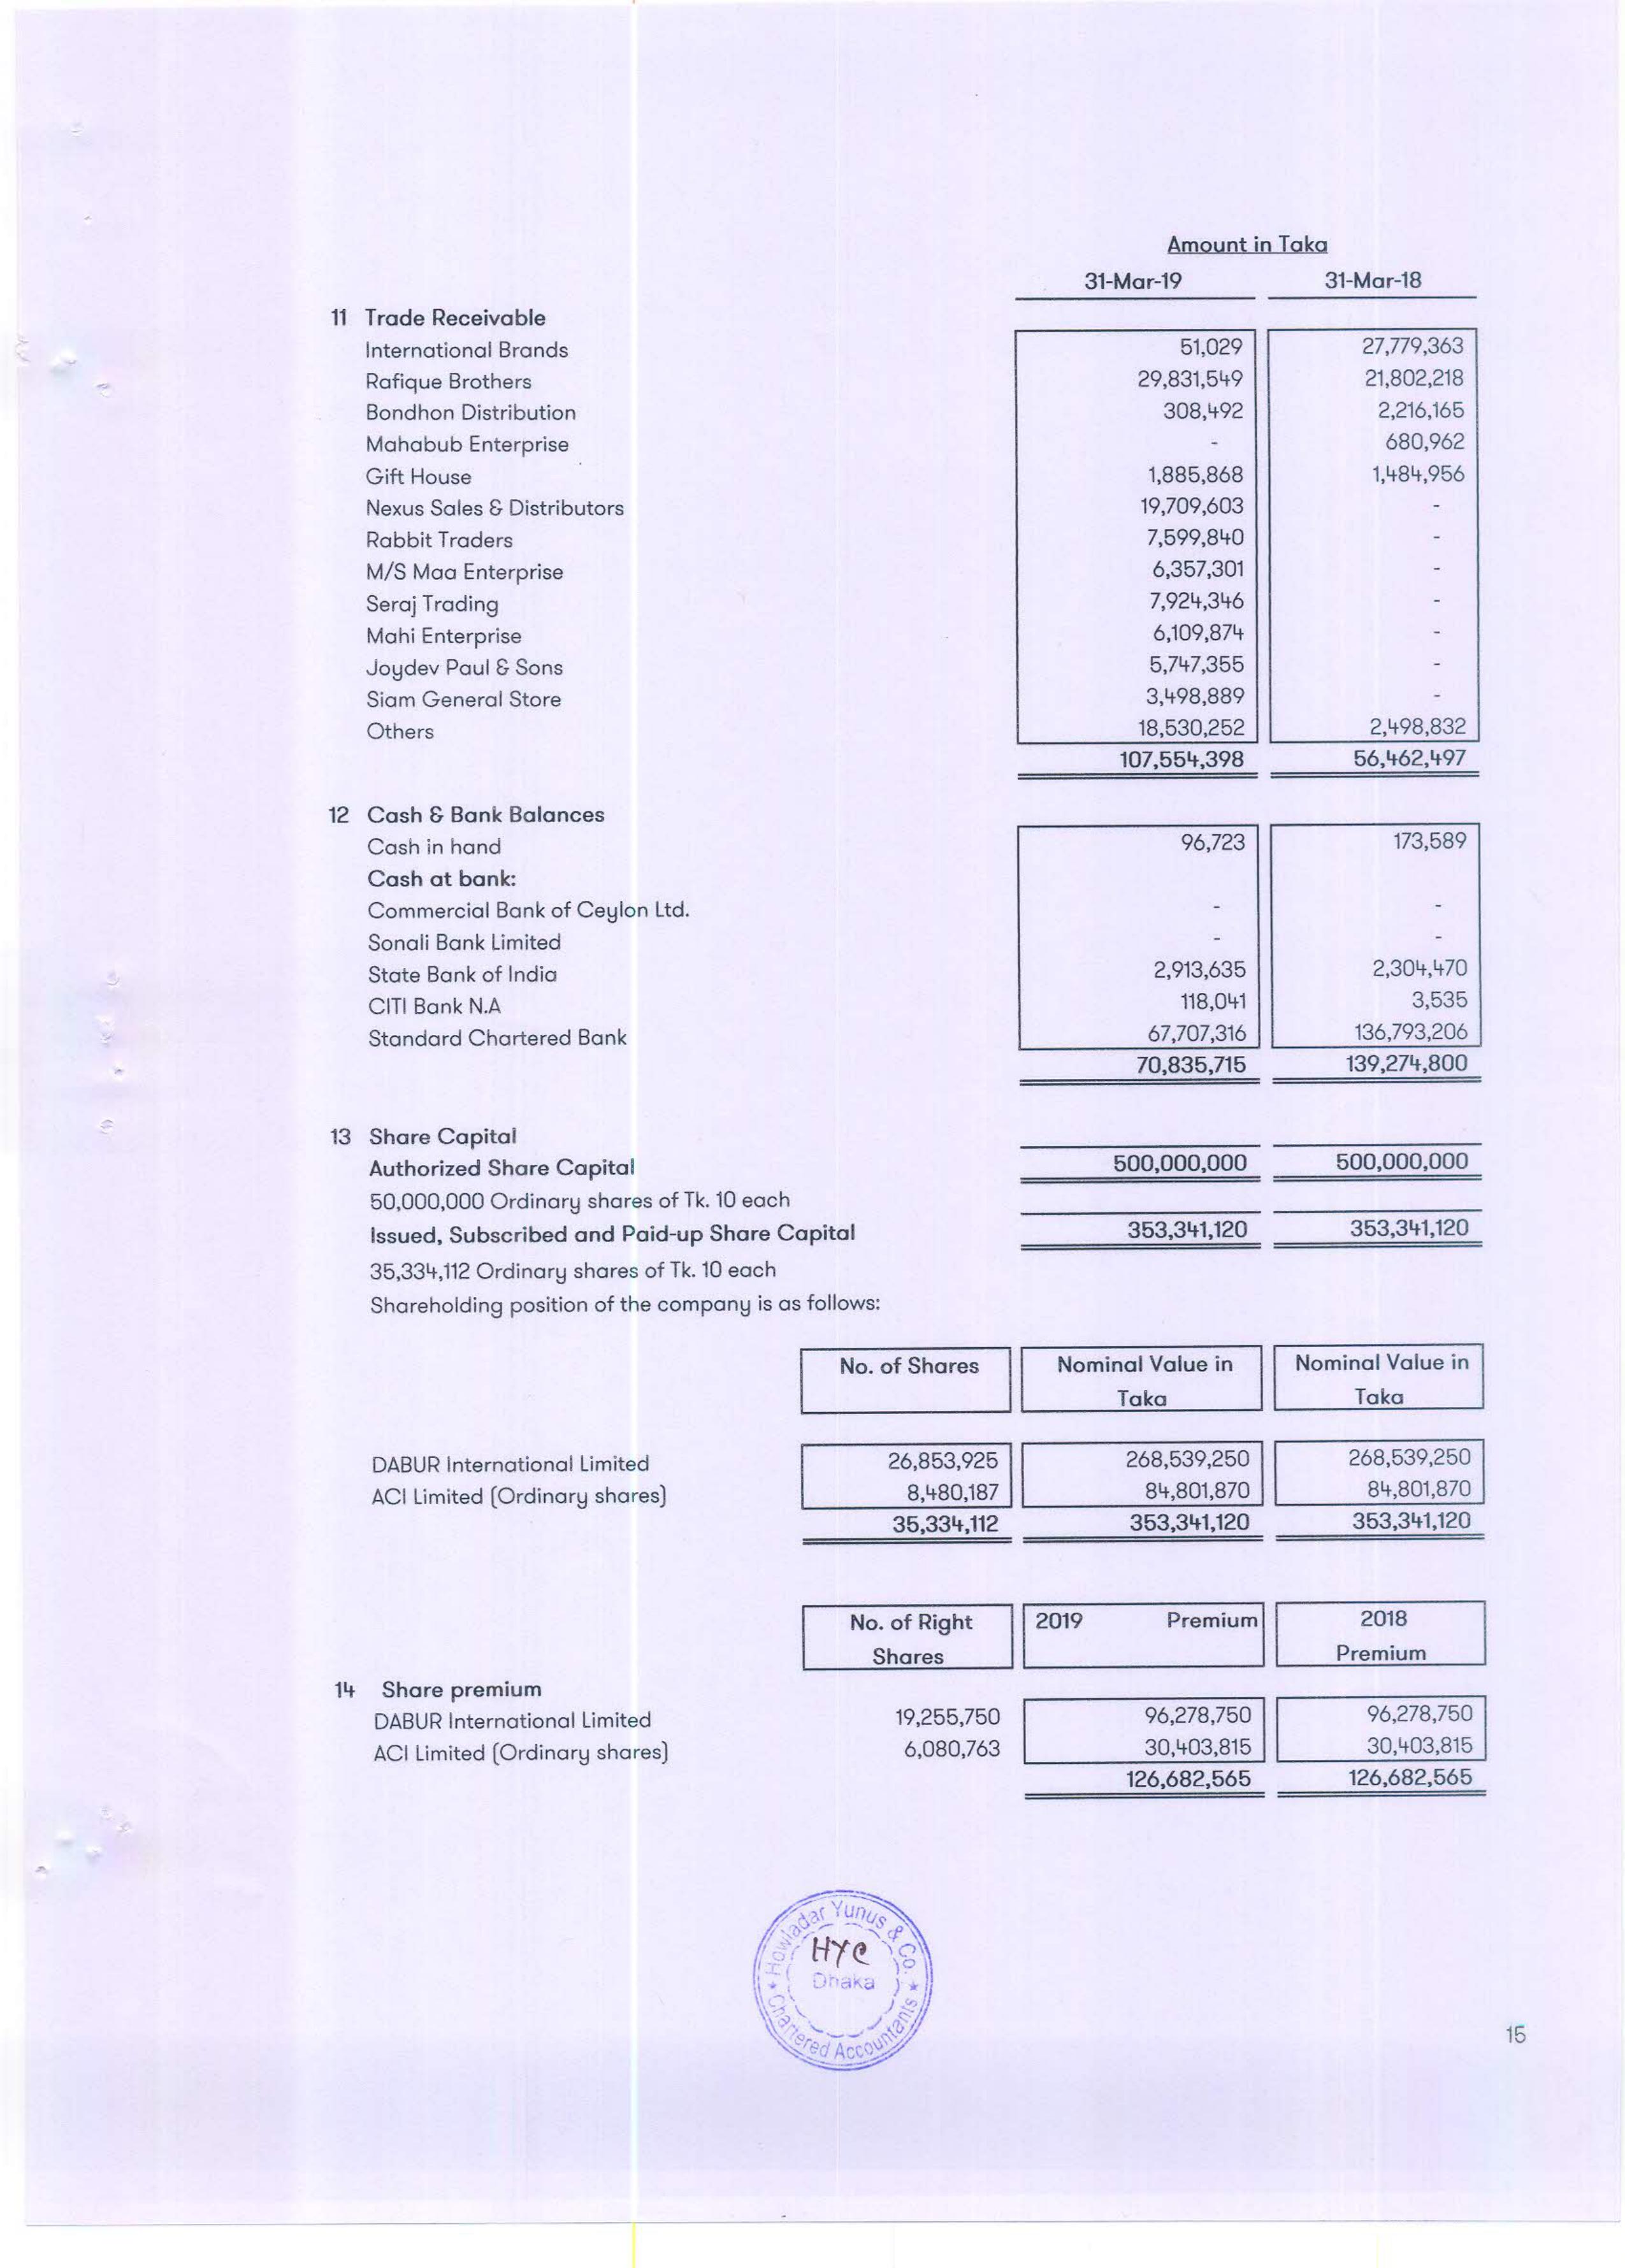 Amount in Taka
31-Mar-19 31-Mar-18
11 Trade Receivable
International Brands 51,029 27,779,363
Rafique Brothers 29,831,549 21,802,218
Bondhon Distribution 308,492 2,216,165
Mahabub Enterprise - 680,962
Gift House 1,885,868 1,484,956
Nexus Sales & Distributors 19,709,603 -
Rabbit Traders 7,599,840 -
M/S Maa Enterprise 6,357,301 -
Seraj Trading 7,924,346 -
Mahi Enterprise 6,109,874 -
Joydev Paul & Sons 5,747,355 -
Siam General Store 3,498,889 -
Others 18,530,252 2,498,832
107,554,398 56,462,497
12 Cash & Bank Balances
Cash in hand 96,723 173,589
Cash at bank:
Commercial Bank of Ceylon Ltd. - -
Sonali Bank Limited - -
State Bank of India 2,913,635 2,304,470
CITI Bank N.A 118,041 3,535
Standard Chartered Bank 67,707,316 136,793,206
70,835,715 139,274,800
13 Share Capital
Authorized Share Capital 500,000,000 500,000,000
50,000,000 Ordinary shares of Tk. 10 each
Issued, Subscribed and Paid-up Share Capital 353,341,120 353,341,120
35,334,112 Ordinary shares of Tk. 10 each
Shareholding position of the company is as follows:
No. of Shares Nominal Value in Nominal Value in
Taka Taka
DABUR International Limited 26,853,925 268,539,250 268,539,250
ACI Limited (Ordinary shares) 8,480,187 84,801,870 84,801,870
35,334,112 353,341,120 353,341,120
No. of Right 2019 Premium 2018
Shares Premium
14 Share premium
DABUR International Limited 19,255,750 96,278,750 96,278,750
ACI Limited (Ordinary shares) 6,080,763 30,403,815 30,403,815
126,682,565 126,682,565
Howladar Yunus & Co.
HYC
Dhaka
Chartered Accountants
15